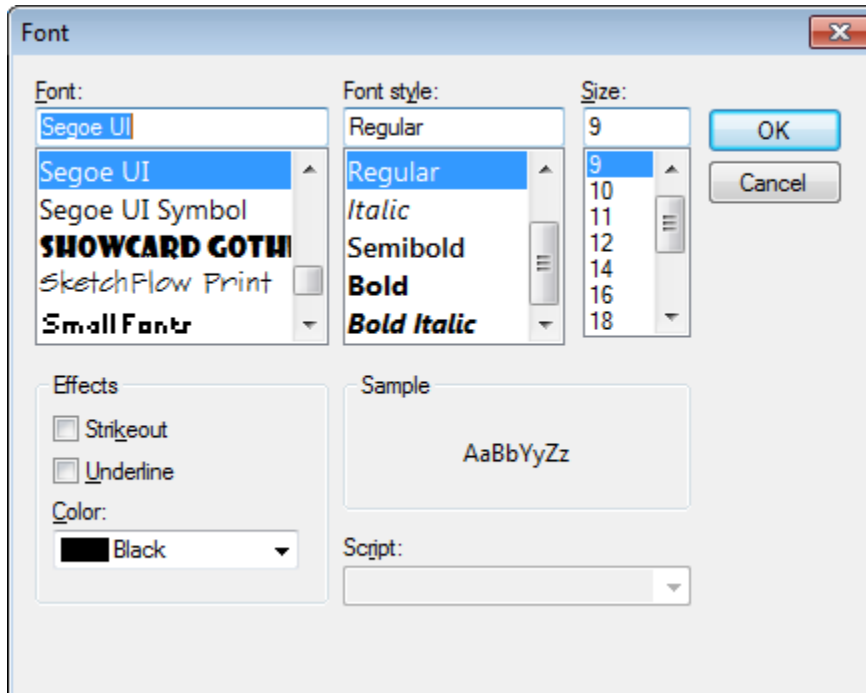 Font
Font:
Segoe UI
Segoe UI
Segoe UI Symbol
SketchFlow Print
Small Fonts
Font style:
Regular
Regular
Italic
Semibold
Bold
Bold Italic
Size:
9
9
10
11
12
14
16
18
OK
Cancel
Effects
Strikeout
Underline
Color:
Black
Sample
AaBbYyZz
Script: